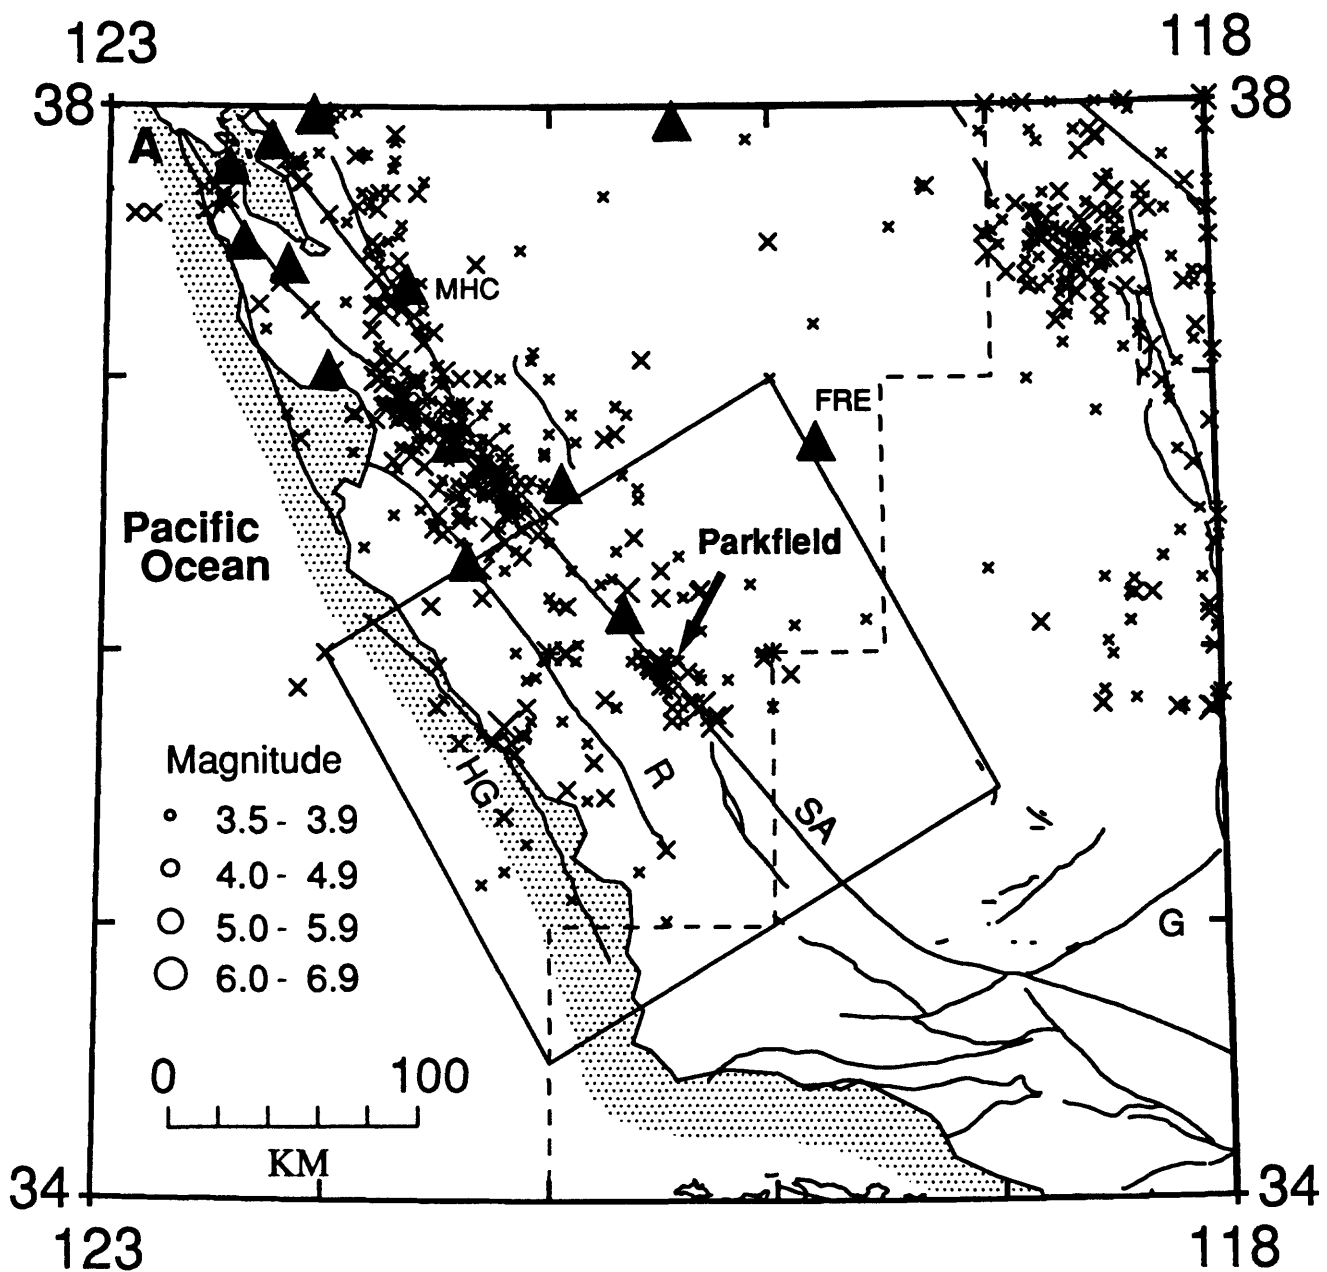 123 118
38 38
A
MHC
FRE
Pacific
Ocean
Parkfield
Magnitude
3.5 - 3.9
4.0 - 4.9
5.0 - 5.9
6.0 - 6.9
HG
R
SA
G
0 100
KM
34 34
123 118